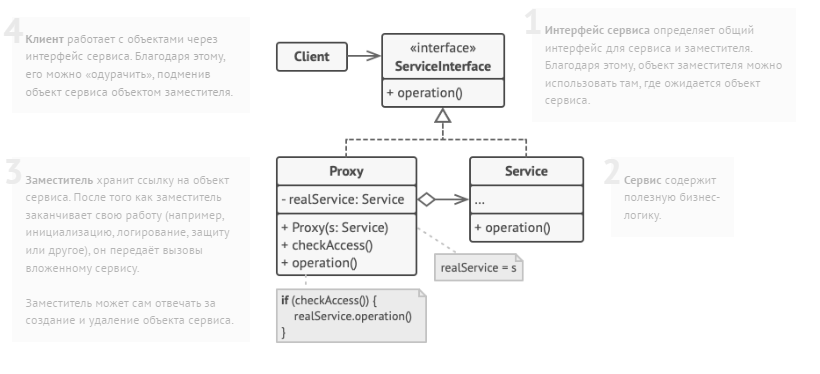 4
Клиент работает с объектами через
интерфейс сервиса. Благодаря этому,
его можно «одурачить», подменив
объект сервиса объектом заместителя.
Client
«interface»
ServiceInterface
+ operation()
1
Интерфейс сервиса определяет общий
интерфейс для сервиса и заместителя.
Благодаря этому, объект заместителя можно
использовать там, где ожидается объект
сервиса.
3
Заместитель хранит ссылку на объект
сервиса. После того как заместитель
заканчивает свою работу (например,
инициализацию, логирование, защиту
или другое), он передаёт вызовы
вложенному сервису.
Заместитель может сам отвечать за
создание и удаление объекта сервиса.
Proxy
- realService: Service
+ Proxy(s: Service)
+ checkAccess()
+ operation()
Service
...
+ operation()
2
Сервис содержит
полезную бизнес-
логику.
realService = s
if (checkAccess()) {
realService.operation()
}